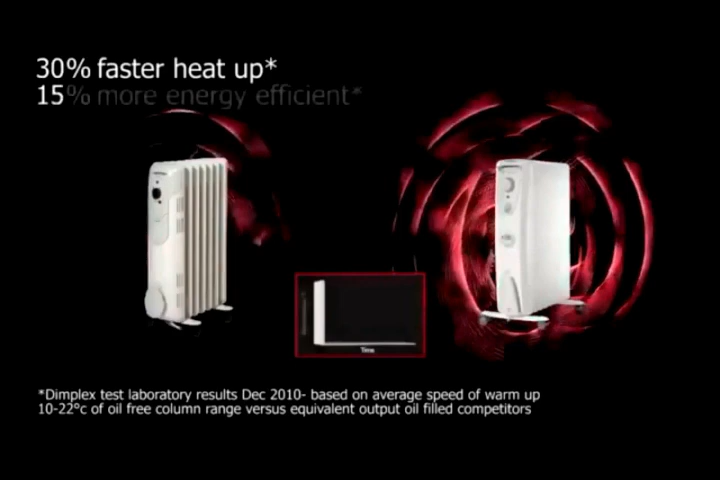 30% faster heat up*
15% more energy efficient*
Time
*Dimplex test laboratory results Dec 2010- based on average speed of warm up
10-22°c of oil free column range versus equivalent output oil filled competitors